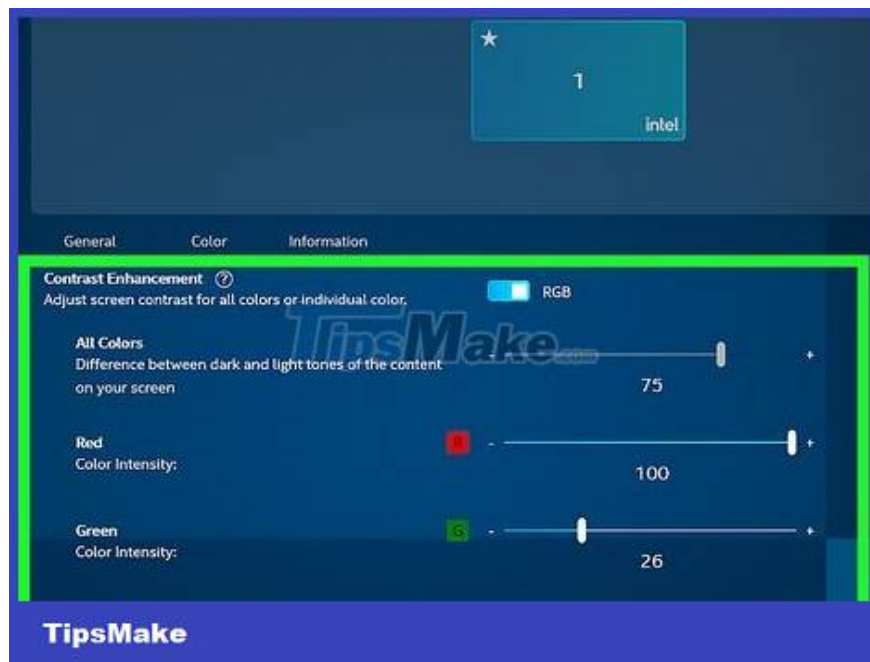 ★
1
intel
General Color Information
Contrast Enhancement ?
Adjust screen contrast for all colors or individual color.
RGB
TipsMake.com
All Colors
Difference between dark and light tones of the content
on your screen
- +
75
Red
Color Intensity:
R - +
100
Green
Color Intensity:
G - +
26
TipsMake